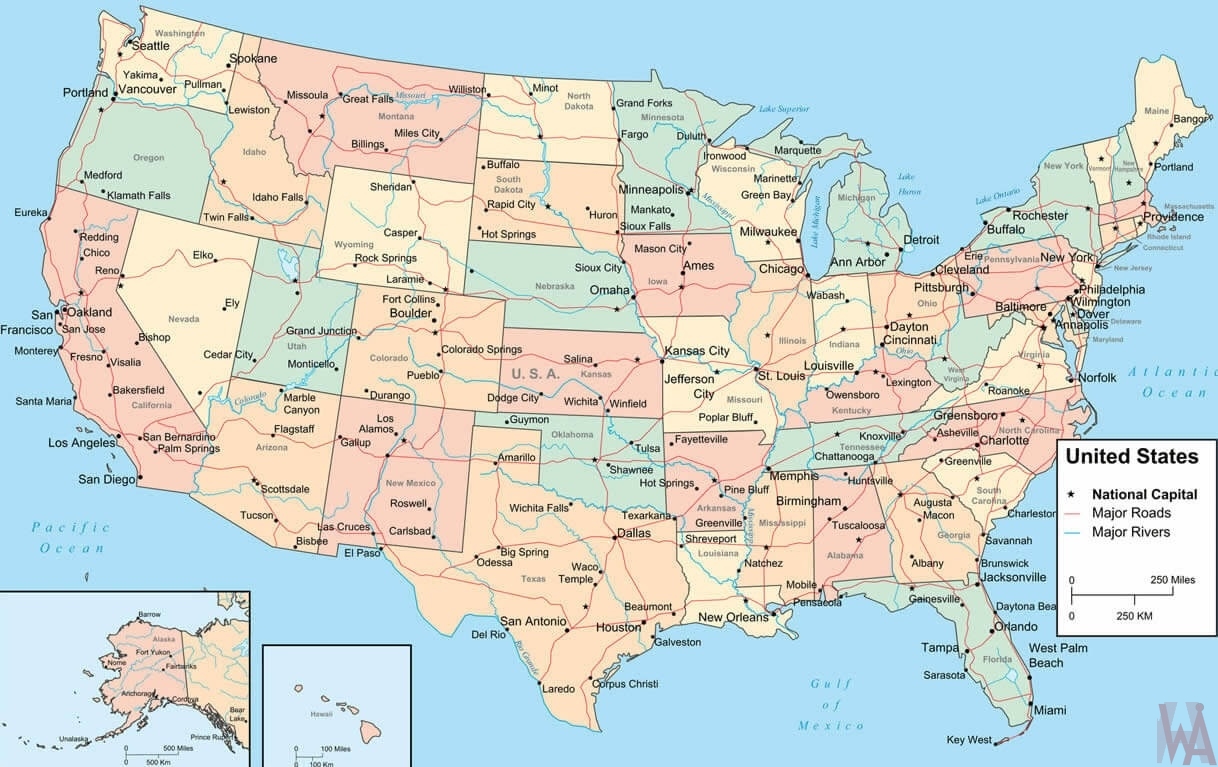 Washington
Seattle
Spokane
Yakima
Pullman
Portland
Vancouver
Lewiston
Missoula
Great Falls
Missouri
Montana
Miles City
Billings
Williston
Minot
North
Dakota
Grand Forks
Minnesota
Fargo
Duluth
Lake Superior
Ironwood
Marquette
Wisconsin
Marinette
Green Bay
Maine
Bangor
New York
Vermont
New
Hampshire
Portland
Oregon
Medford
Klamath Falls
Idaho
Idaho Falls
Twin Falls
Buffalo
South
Dakota
Rapid City
Hot Springs
Huron
Sioux Falls
Minneapolis
Mankato
Mississippi
Sheridan
Casper
Wyoming
Rock Springs
Laramie
Milwaukee
Lake Michigan
Michigan
Lake
Huron
Detroit
Ann Arbor
Lake Ontario
Rochester
Buffalo
Massachusetts
Providence
Rhode Island
Connecticut
Eureka
Redding
Chico
Reno
Elko
Ely
Nevada
Sioux City
Nebraska
Omaha
Mason City
Ames
Iowa
Chicago
Wabash
Erie
Pennsylvania
New York
Cleveland
Pittsburgh
New Jersey
Philadelphia
Wilmington
Baltimore
Dover
Annapolis
Delaware
Maryland
San
Francisco
Oakland
San Jose
Monterey
Fresno
Bishop
Visalia
Bakersfield
California
Santa Maria
Cedar City
Utah
Grand Junction
Monticello
Colorado
Marble
Canyon
Fort Collins
Boulder
Colorado Springs
Colorado
Pueblo
Durango
U. S. A.
Salina
Kansas
Dodge City
Wichita
Winfield
Kansas City
Jefferson
City
St. Louis
Missouri
Poplar Bluff
Illinois
Indiana
Ohio
Dayton
Cincinnati
Ohio
Louisville
Lexington
Owensboro
Kentucky
West
Virginia
Virginia
Roanoke
Norfolk
Atlantic
Ocean
Los Angeles
San Bernardino
Palm Springs
San Diego
Flagstaff
Arizona
Scottsdale
Tucson
Bisbee
Los
Alamos
Gallup
New Mexico
Roswell
Las Cruces
Carlsbad
El Paso
Guymon
Oklahoma
Amarillo
Tulsa
Shawnee
Wichita Falls
Fayetteville
Hot Springs
Pine Bluff
Arkansas
Greenville
Texarkana
Memphis
Tennessee
Knoxville
Chattanooga
Greensboro
Asheville
North Carolina
Charlotte
Huntsville
Greenville
South
Carolina
Birmingham
Tuscaloosa
Alabama
Augusta
Macon
Georgia
Charleston
Savannah
Albany
Brunswick
Jacksonville
Pacific
Ocean
Dallas
Big Spring
Odessa
Texas
Waco
Temple
Shreveport
Louisiana
Mississippi
Mississippi
Natchez
Mobile
Pensacola
Gainesville
Daytona Bea
Orlando
Tampa
West Palm
Beach
Sarasota
Florida
Miami
Key West
San Antonio
Beaumont
Houston
Galveston
New Orleans
Del Rio
Rio Grande
Laredo
Corpus Christi
Gulf
of
Mexico
United States
National Capital
Major Roads
Major Rivers
0
250 Miles
0
250 KM
Barrow
Alaska
Fort Yukon
Nome
Fairbanks
Anchorage
Cordova
Bear
Lake
Unalaska
Prince Ru
0
500 Miles
0
500 Km
Hawaii
0
100 Miles
0
100 Km
WA